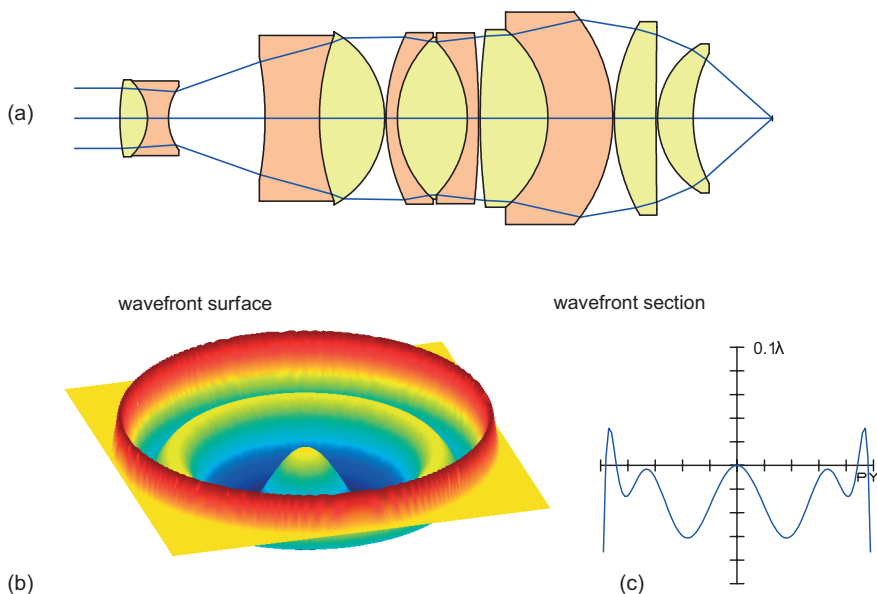 (a)
wavefront surface
wavefront section
0.1λ
PY
(b)
(c)